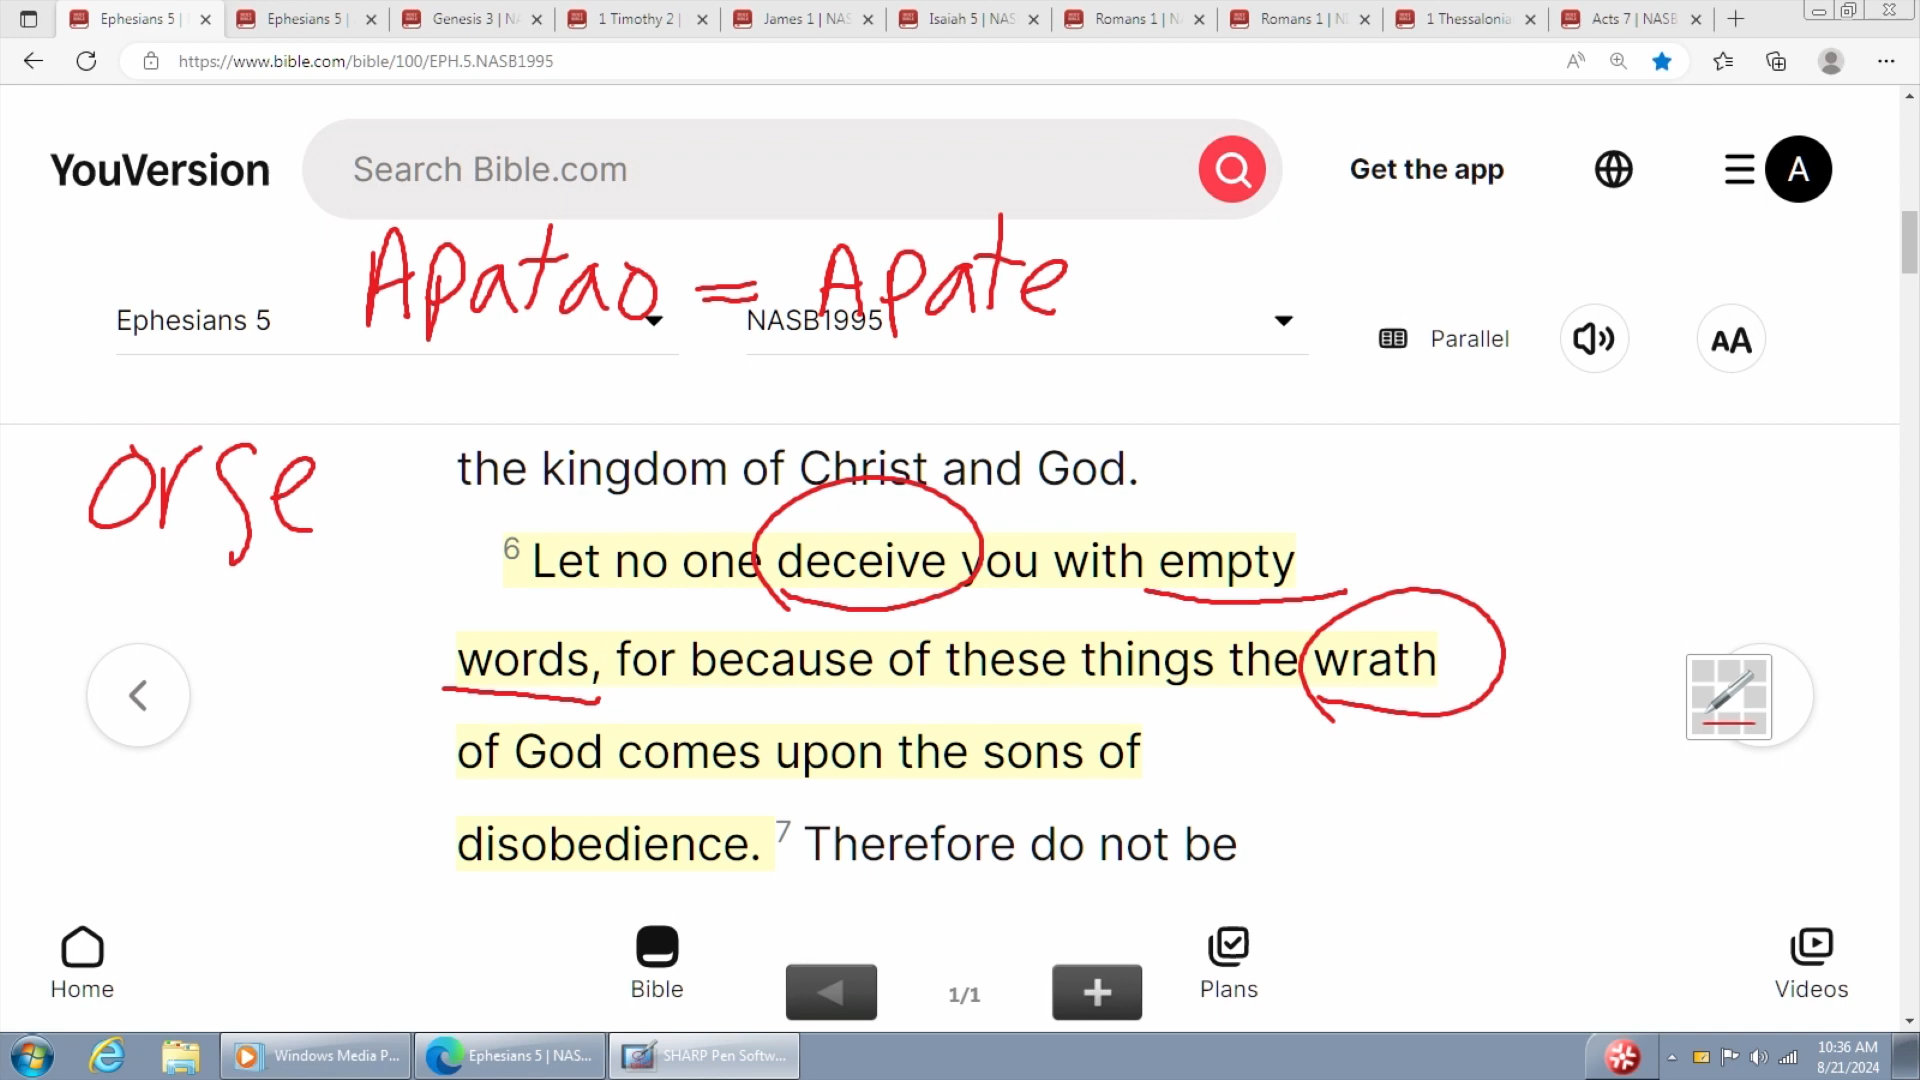 Ephesians 5 | Ephesians 5 | Genesis 3 | NA 1 Timothy 2 | James 1 | NAS Isaiah 5 | NAS Romans 1 | N Romans 1 | NI 1 Thessalonia Acts 7 | NASB
https://www.bible.com/bible/100/EPH.5.NASB1995
YouVersion Search Bible.com Get the app A
Apatao = Apate
Ephesians 5 NASB1995 Parallel AA
orge
the kingdom of Christ and God.
6 Let no one deceive you with empty
words, for because of these things the wrath
of God comes upon the sons of
disobedience. 7 Therefore do not be
Home Bible 1/1 Plans Videos
Windows Media P... Ephesians 5 | NAS... SHARP Pen Softw... 10:36 AM
8/21/2024